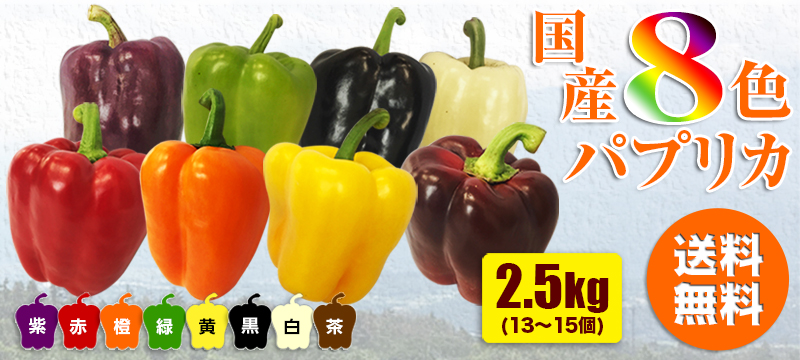 国産8色
パプリカ
送料
無料
2.5kg
(13〜15個)
紫 赤 橙 緑 黄 黒 白 茶